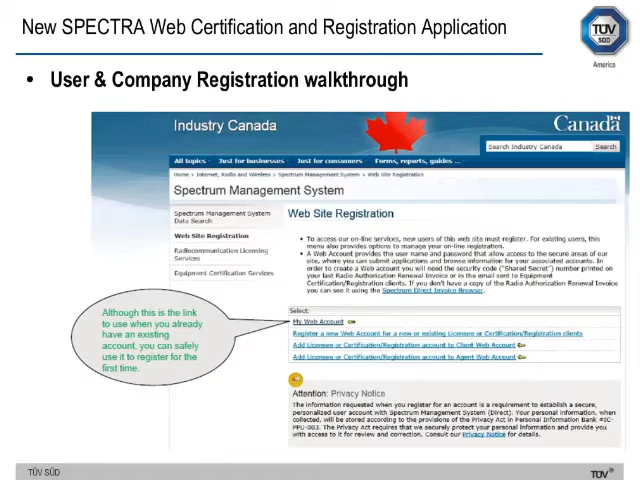 New SPECTRA Web Certification and Registration Application
TÜV
SÜD
America
• User & Company Registration walkthrough
Industry Canada
Canada
Search Industry Canada
Search
All topics
Just for businesses
Just for consumers
Forms, reports, guides ...
Home > Internet, Radio and Wireless > Spectrum Management System > Web Site Registration
Spectrum Management System
Spectrum Management System
Data Search
Web Site Registration
Radiocommunication Licensing
Services
Equipment Certification Services
Web Site Registration
• To access our on-line services, new users of this web site must register. For existing users, this
menu also provides options to manage your on-line registration.
• A Web Account provides the user name and password that allow access to the secure areas of our
site, where you can submit applications and browse information for your associated accounts. In
order to create a Web account you will need the security code ("Shared Secret") number printed on
your last Radio Authorization Renewal Invoice or in the email sent to Equipment
Certification/Registration clients. If you don't have a copy of the Radio Authorization Renewal Invoice
you can see it using the Spectrum Direct Invoice Browser.
Select:
My Web Account
Register a new Web Account for a new or existing Licensee or Certification/Registration clients
Add Licensee or Certification/Registration account to Client Web Account
Add Licensee or Certification/Registration account to Agent Web Account
Although this is the link
to use when you already
have an existing
account, you can safely
use it to register for the
first time.
Attention: Privacy Notice
The information requested when you register for an account is a requirement to establish a secure,
personalized user account with Spectrum Management System (Direct). Your personal information, when
collected, will be stored according to the provisions of the Privacy Act in Personal Information Bank #IC-
PPU-083. The Privacy Act requires that we securely protect your personal information and provide you
with access to it for review and correction. Consult our Privacy Notice for details.
TÜV SÜD
TÜV®